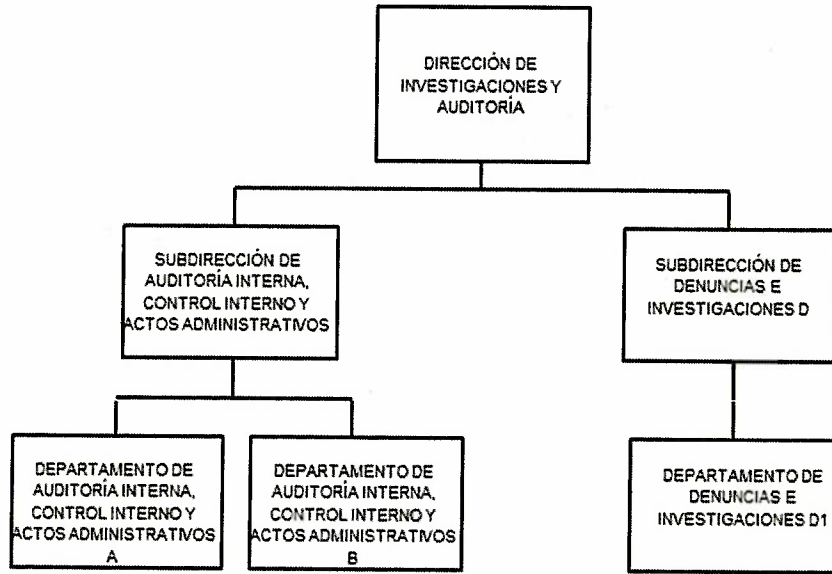 DIRECCIÓN DE
INVESTIGACIONES Y
AUDITORÍA
SUBDIRECCIÓN DE
AUDITORÍA INTERNA,
CONTROL INTERNO Y
ACTOS ADMINISTRATIVOS
SUBDIRECCIÓN DE
DENUNCIAS E
INVESTIGACIONES D
DEPARTAMENTO DE
AUDITORÍA INTERNA,
CONTROL INTERNO Y
ACTOS ADMINISTRATIVOS
A
DEPARTAMENTO DE
AUDITORÍA INTERNA,
CONTROL INTERNO Y
ACTOS ADMINISTRATIVOS
B
DEPARTAMENTO DE
DENUNCIAS E
INVESTIGACIONES D1